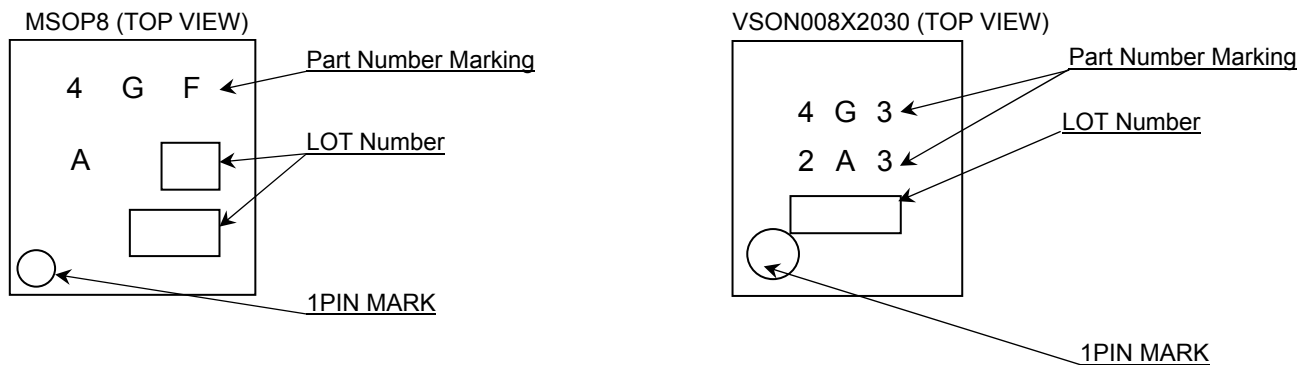 MSOP8 (TOP VIEW)
4 G F
Part Number Marking
A
LOT Number
1PIN MARK
VSON008X2030 (TOP VIEW)
Part Number Marking
4 G 3
LOT Number
2 A 3
1PIN MARK